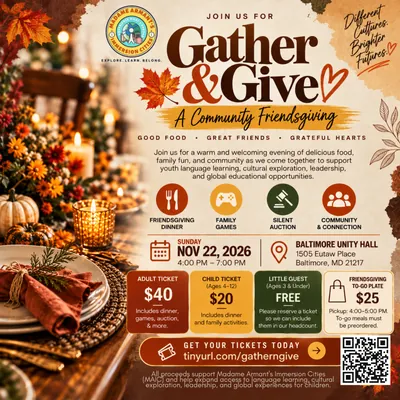 MADAME ARMANT'S
IMMERSION CITIES
EXPLORE. LEARN. BELONG.
JOIN US FOR
Gather
&Give
A Community Friendsgiving
Different
Cultures.
Brighter
Futures.
GOOD FOOD • GREAT FRIENDS • GRATEFUL HEARTS
Join us for a warm and welcoming evening of delicious food,
family fun, and community as we come together to support
youth language learning, cultural exploration, leadership,
and global educational opportunities.
FRIENDSGIVING
DINNER
FAMILY
GAMES
SILENT
AUCTION
COMMUNITY
& CONNECTION
SUNDAY
NOV 22, 2026
4:00 PM – 7:00 PM
BALTIMORE UNITY HALL
1505 Eutaw Place
Baltimore, MD 21217
ADULT TICKET
$40
Includes dinner,
games, auction,
& more.
CHILD TICKET
(Ages 4–12)
$20
Includes dinner
and family activities.
LITTLE GUEST
(Ages 3 & Under)
FREE
Please reserve a ticket
so we can include
them in our headcount.
FRIENDSGIVING
TO-GO PLATE
$25
Pickup: 4:00–5:00 PM.
To-go meals must
be preordered.
GET YOUR TICKETS TODAY
tinyurl.com/gatherngive
All proceeds support Madame Armant's Immersion Cities
(MAIC) and help expand access to language learning, cultural
exploration, leadership, and global experiences for children.